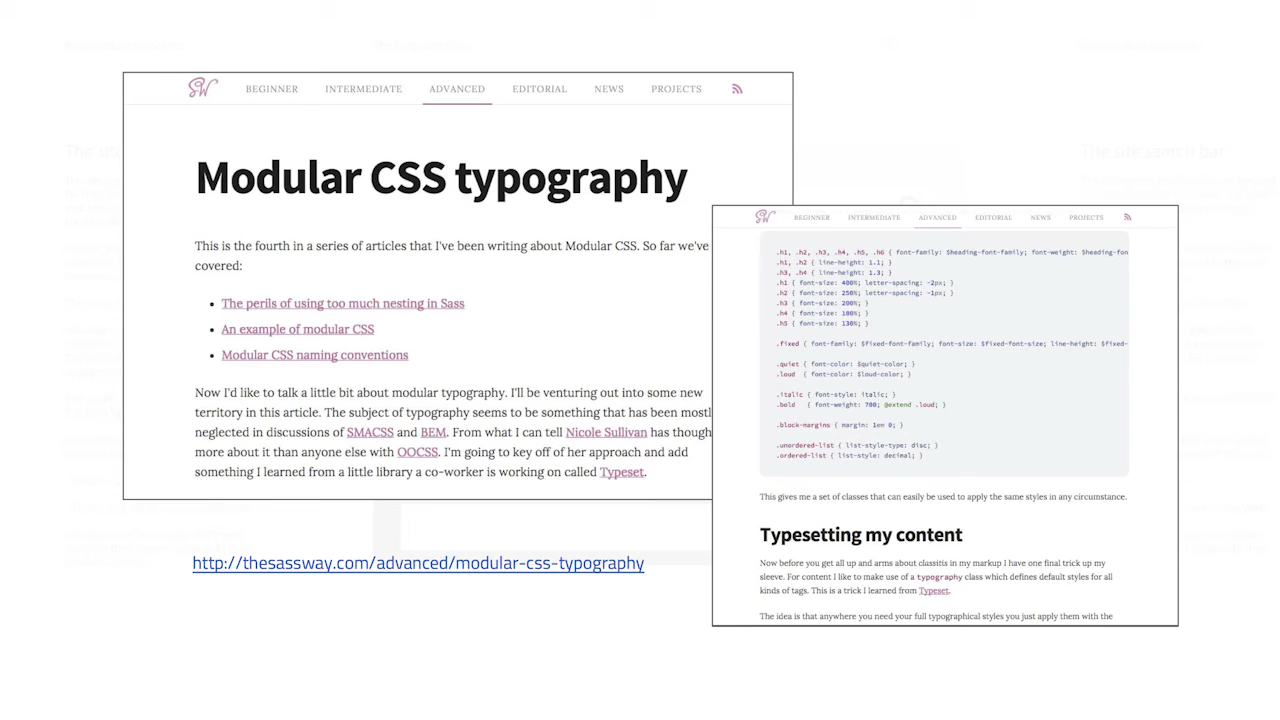 SW BEGINNER INTERMEDIATE ADVANCED EDITORIAL NEWS PROJECTS
Modular CSS typography
This is the fourth in a series of articles that I've been writing about Modular CSS. So far we've
covered:
• The perils of using too much nesting in Sass
• An example of modular CSS
• Modular CSS naming conventions
Now I'd like to talk a little bit about modular typography. I'll be venturing out into some new
territory in this article. The subject of typography seems to be something that has been mostl
neglected in discussions of SMACSS and BEM. From what I can tell Nicole Sullivan has though
more about it than anyone else with OOCSS. I'm going to key off of her approach and add
something I learned from a little library a co-worker is working on called Typeset.
http://thesassway.com/advanced/modular-css-typography
SW BEGINNER INTERMEDIATE ADVANCED EDITORIAL NEWS PROJECTS
.h1, .h2, .h3, .h4, .h5, .h6 { font-family: $heading-font-family; font-weight: $heading-fon
.h1, .h2 { line-height: 1.1; }
.h3, .h4 { line-height: 1.3; }
.h1 { font-size: 400%; letter-spacing: -2px; }
.h2 { font-size: 250%; letter-spacing: -1px; }
.h3 { font-size: 200%; }
.h4 { font-size: 180%; }
.h5 { font-size: 130%; }
.fixed { font-family: $fixed-font-family; font-size: $fixed-font-size; line-height: $fixed-
.quiet { font-color: $quiet-color; }
.loud { font-color: $loud-color; }
.italic { font-style: italic; }
.bold { font-weight: 700; @extend .loud; }
.block-margins { margin: 1em 0; }
.unordered-list { list-style-type: disc; }
.ordered-list { list-style: decimal; }
This gives me a set of classes that can easily be used to apply the same styles in any circumstance.
Typesetting my content
Now before you get all up and arms about classitis in my markup I have one final trick up my
sleeve. For content I like to make use of a typography class which defines default styles for all
kinds of tags. This is a trick I learned from Typeset.
The idea is that anywhere you need your full typographical styles you just apply them with the
The site search bar